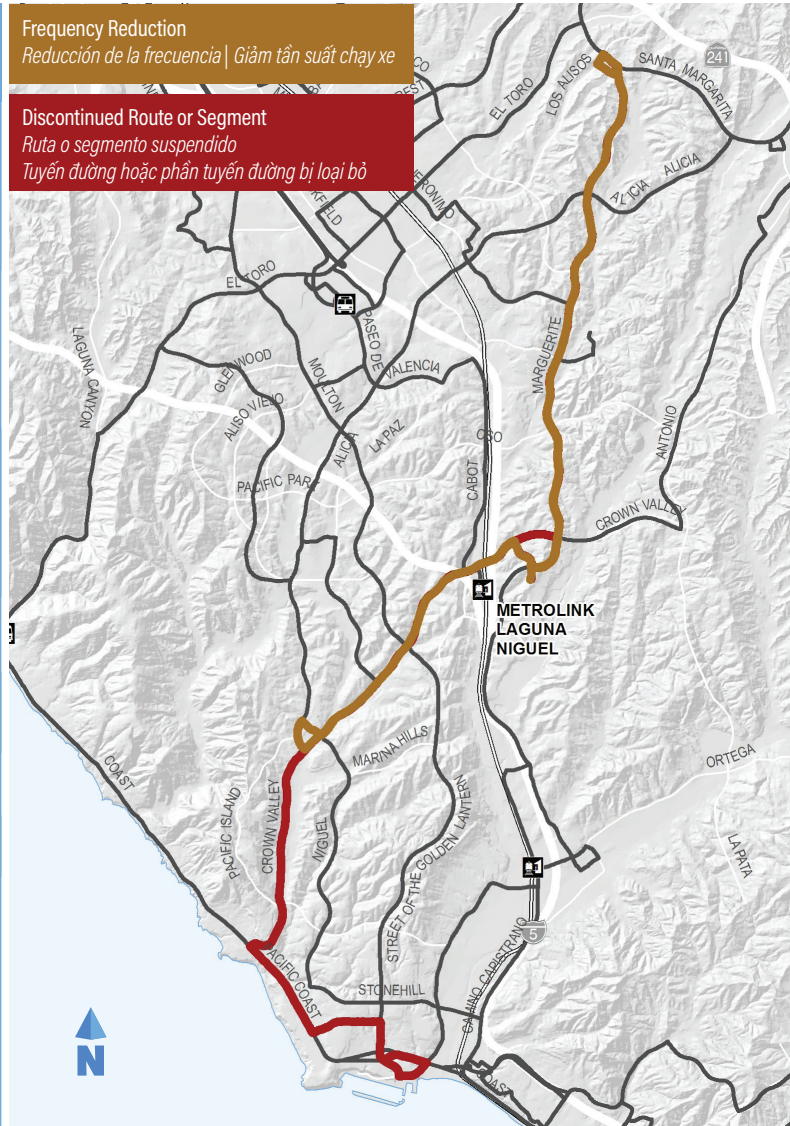 Frequency Reduction
Reducción de la frecuencia | Giảm tần suất chạy xe
Discontinued Route or Segment
Ruta o segmento suspendido
Tuyến đường hoặc phần tuyến đường bị loại bỏ
241
SANTA MARGARITA
LOS ALISOS
EL TORO
ALICIA
ALICIA
EL TORO
PASEO DE
VALENCIA
MARGUERITE
LAGUNA CANYON
GLENWOOD
MOULTON
ALISO VIEJO
ALICIA
LA PAZ
OSO
ANTONIO
PACIFIC PARK
CABOT
CROWN VALLEY
METROLINK
LAGUNA
NIGUEL
MARINA HILLS
COAST
ORTEGA
PACIFIC ISLAND
CROWN VALLEY
NIGUEL
STREET OF THE GOLDEN LANTERN
LA PATA
5
PACIFIC COAST
STONEHILL
CAMINO CAPISTRANO
COAST
N